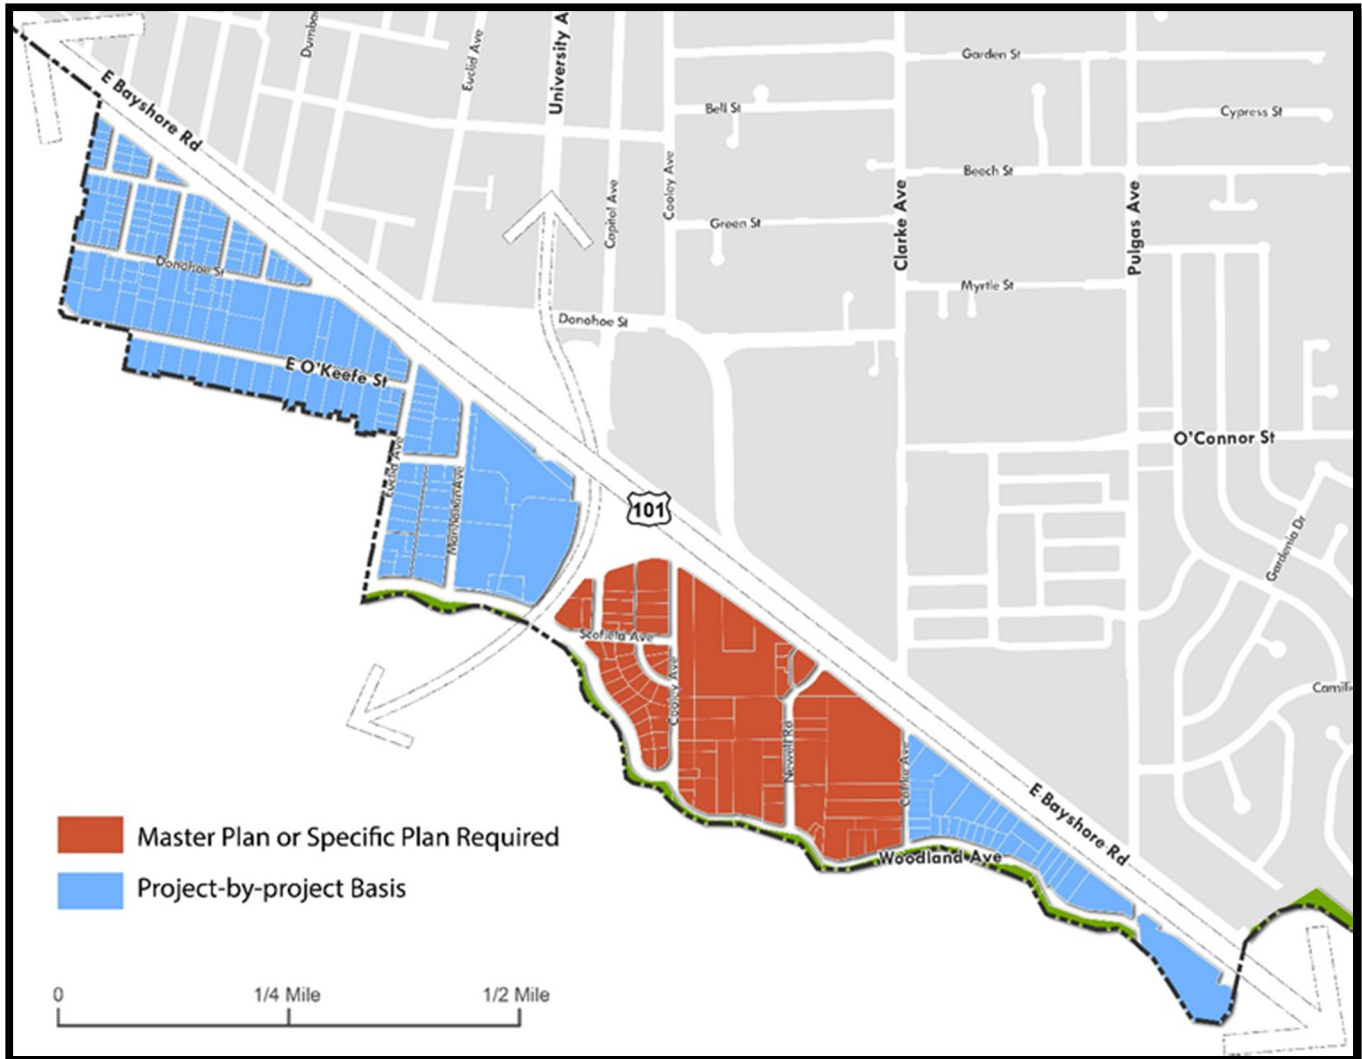 Dumba
Euclid Ave
University A
E Bayshore Rd
Garden St
Bell St
Cypress St
Cooley Ave
Capitol Ave
Beech St
Clarke Ave
Pulgas Ave
Green St
Donohoe St
Myrtle St
Donohoe St
E O'Keefe St
O'Connor St
Euclid Ave
Manhattan Ave
101
Gardenia Dr
Scofield Ave
Cooley Ave
Camill
Newell Rd
E Bayshore Rd
Woodland Ave
Master Plan or Specific Plan Required
Project-by-project Basis
0 1/4 Mile 1/2 Mile